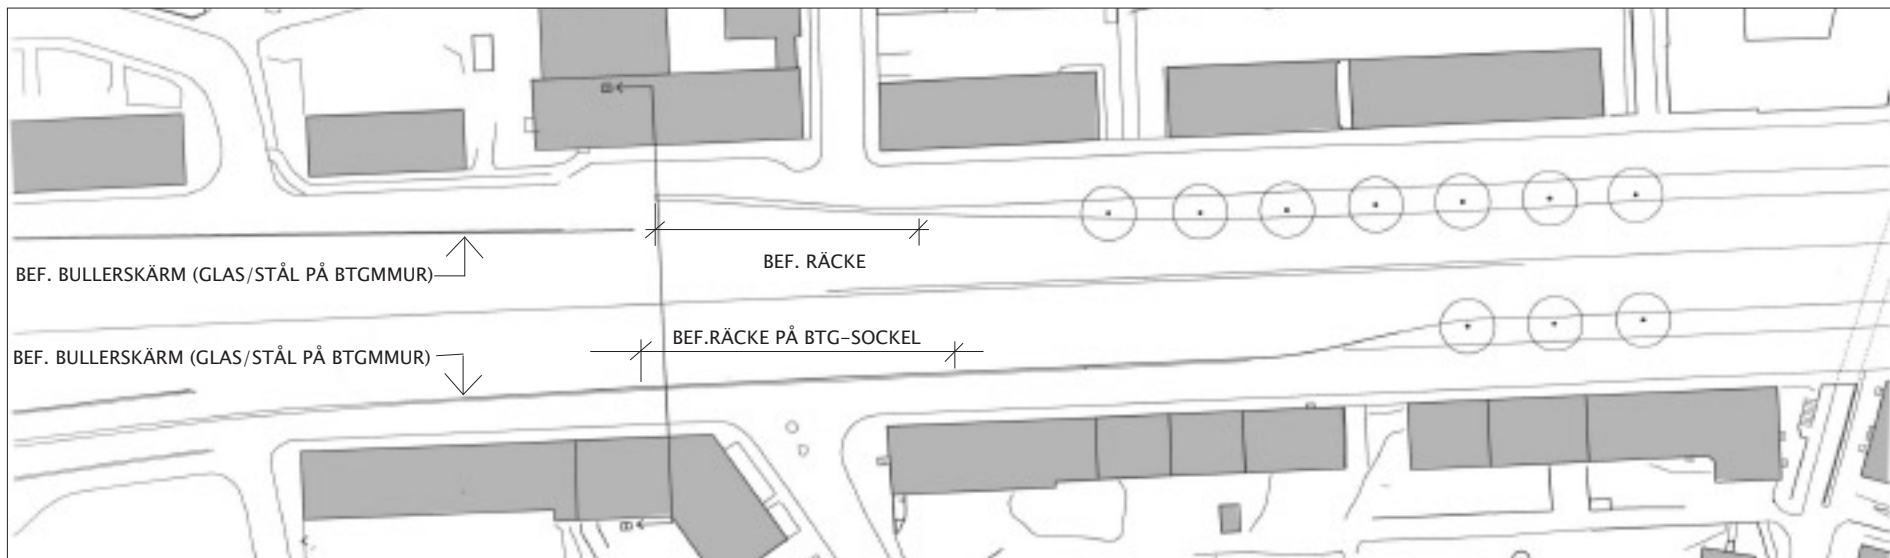 BEF. RÄCKE
BEF. BULLERSKÄRM (GLAS/STÅL PÅ BTGMMUR)
BEF.RÄCKE PÅ BTG-SOCKEL
BEF. BULLERSKÄRM (GLAS/STÅL PÅ BTGMMUR)